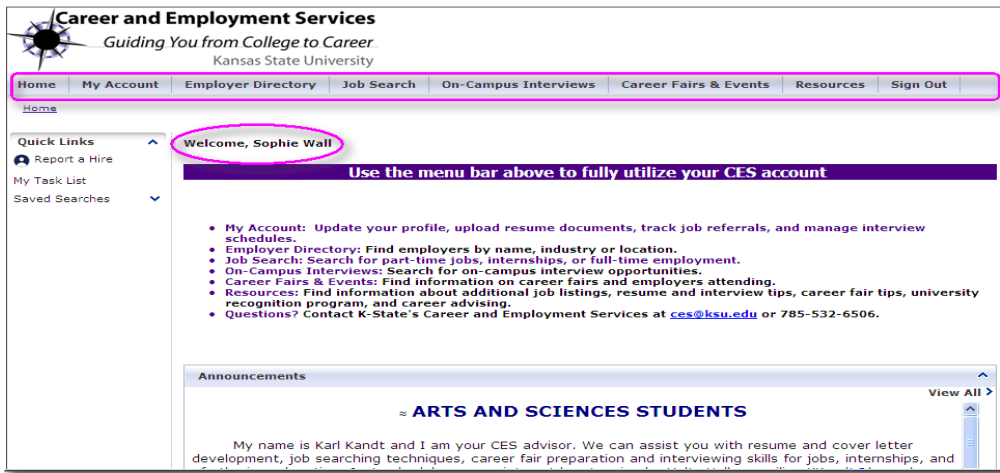 Career and Employment Services
Guiding You from College to Career
Kansas State University
Home My Account Employer Directory Job Search On-Campus Interviews Career Fairs & Events Resources Sign Out
Home
Quick Links
Report a Hire
My Task List
Saved Searches
Welcome, Sophie Wall
Use the menu bar above to fully utilize your CES account
• My Account: Update your profile, upload resume documents, track job referrals, and manage interview
schedules.
• Employer Directory: Find employers by name, industry or location.
• Job Search: Search for part-time jobs, internships, or full-time employment.
• On-Campus Interviews: Search for on-campus interview opportunities.
• Career Fairs & Events: Find information on career fairs and employers attending.
• Resources: Find information about additional job listings, resume and interview tips, career fair tips, university
recognition program, and career advising.
• Questions? Contact K-State's Career and Employment Services at ces@ksu.edu or 785-532-6506.
Announcements
View All >
≈ ARTS AND SCIENCES STUDENTS
My name is Karl Kandt and I am your CES advisor. We can assist you with resume and cover letter
development, job searching techniques, career fair preparation and interviewing skills for jobs, internships, and